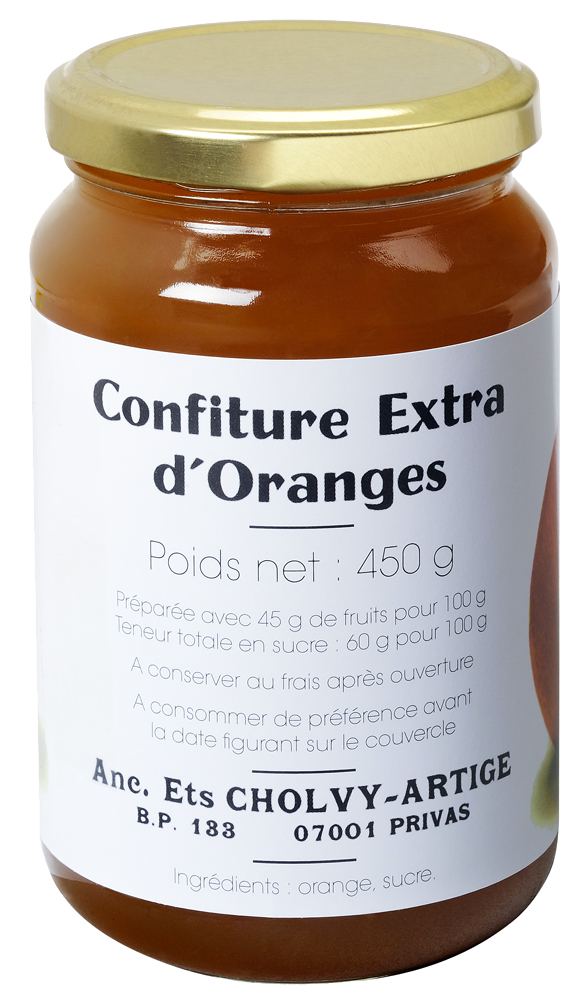 Confiture Extra
d´Oranges
Poids net : 450 g
Préparée avec 45 g de fruits pour 100 g
Teneur totale en sucre : 60 g pour 100 g
A conserver au frais après ouverture
A consommer de préférence avant
la date figurant sur le couvercle
Anc. Ets CHOLVY-ARTIGE
B.P. 133 07001 PRIVAS
Ingrédients : orange, sucre.